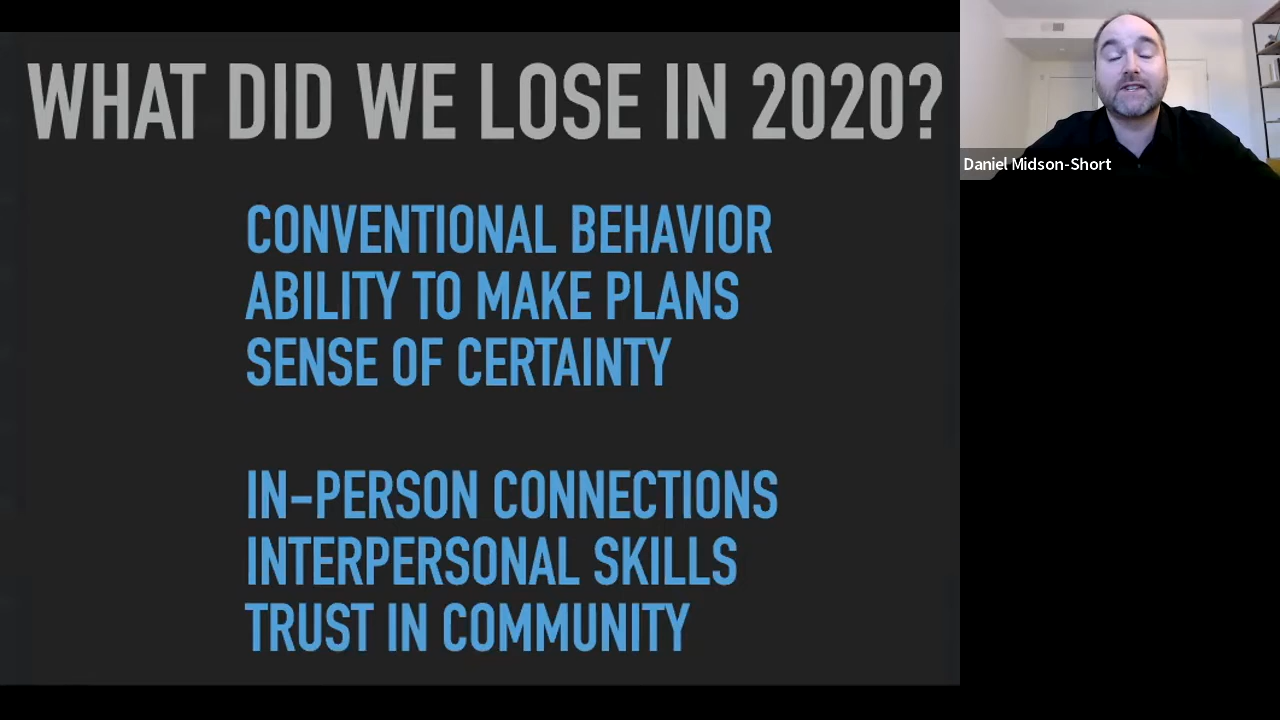 WHAT DID WE LOSE IN 2020?
CONVENTIONAL BEHAVIOR
ABILITY TO MAKE PLANS
SENSE OF CERTAINTY
IN-PERSON CONNECTIONS
INTERPERSONAL SKILLS
TRUST IN COMMUNITY
Daniel Midson-Short